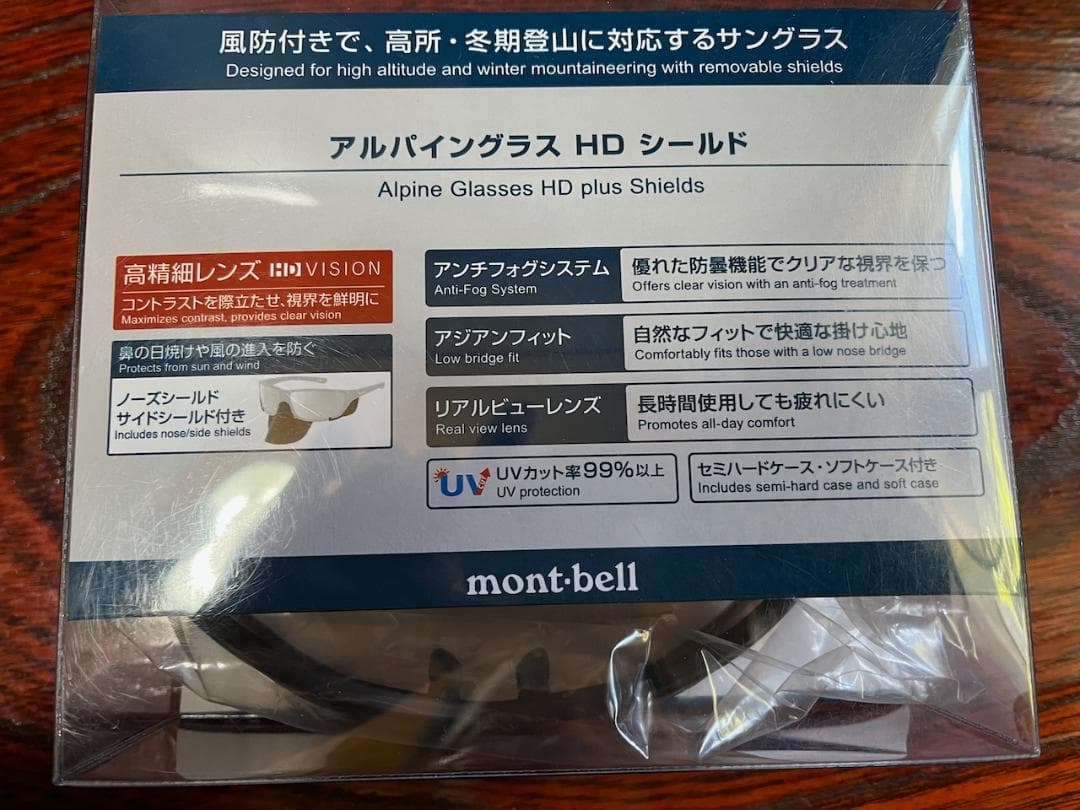 風防付きで、高所・冬期登山に対応するサングラス
Designed for high altitude and winter mountaineering with removable shields
アルパイングラス HD シールド
Alpine Glasses HD plus Shields
高精細レンズ HD VISION
コントラストを際立たせ、視界を鮮明に
Maximizes contrast, provides clear vision
鼻の日焼けや風の進入を防ぐ
Protects from sun and wind
ノーズシールド
サイドシールド付き
Includes nose/side shields
アンチフォグシステム
Anti-Fog System
優れた防曇機能でクリアな視界を保つ
Offers clear vision with an anti-fog treatment
アジアンフィット
Low bridge fit
自然なフィットで快適な掛け心地
Comfortably fits those with a low nose bridge
リアルビューレンズ
Real view lens
長時間使用しても疲れにくい
Promotes all-day comfort
UV CUT
UVカット率99%以上
UV protection
セミハードケース・ソフトケース付き
Includes semi-hard case and soft case
mont-bell